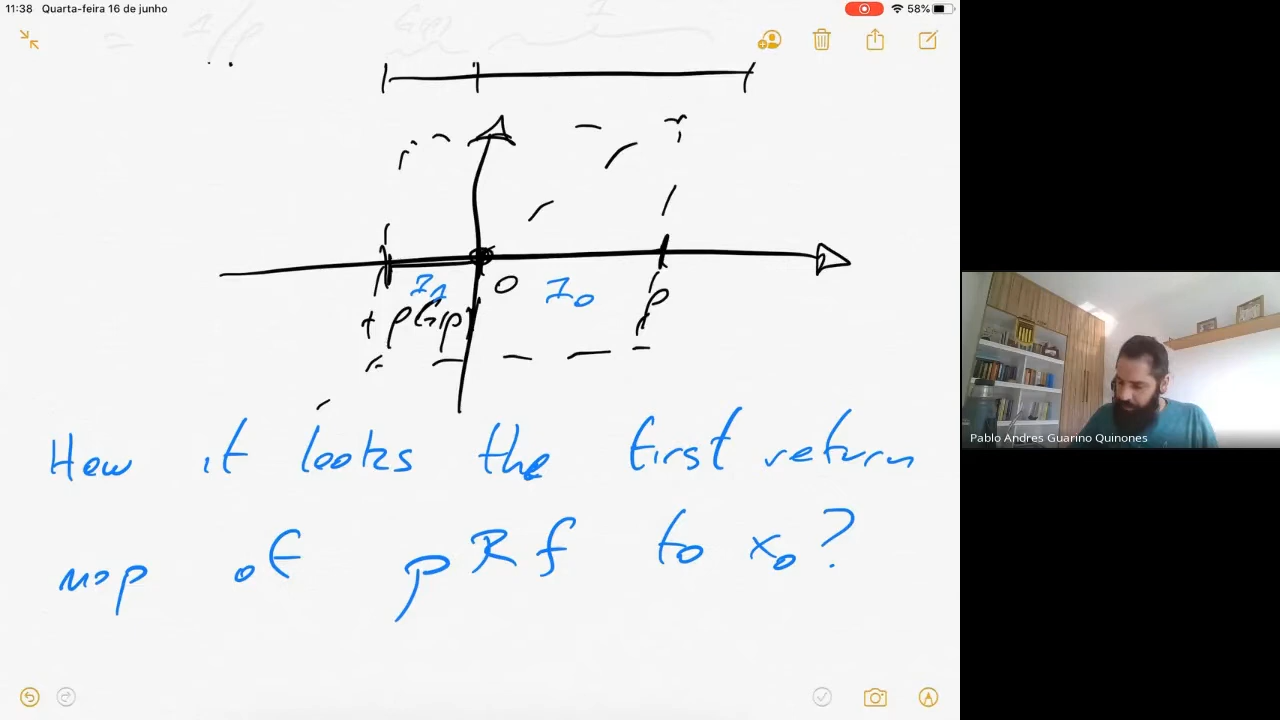 11:38 Quarta-feira 16 de junho 58%
I₁ 0 I₀ ρ
How it looks the first return
map of pRf to x₀?
Pablo Andres Guarino Quinones